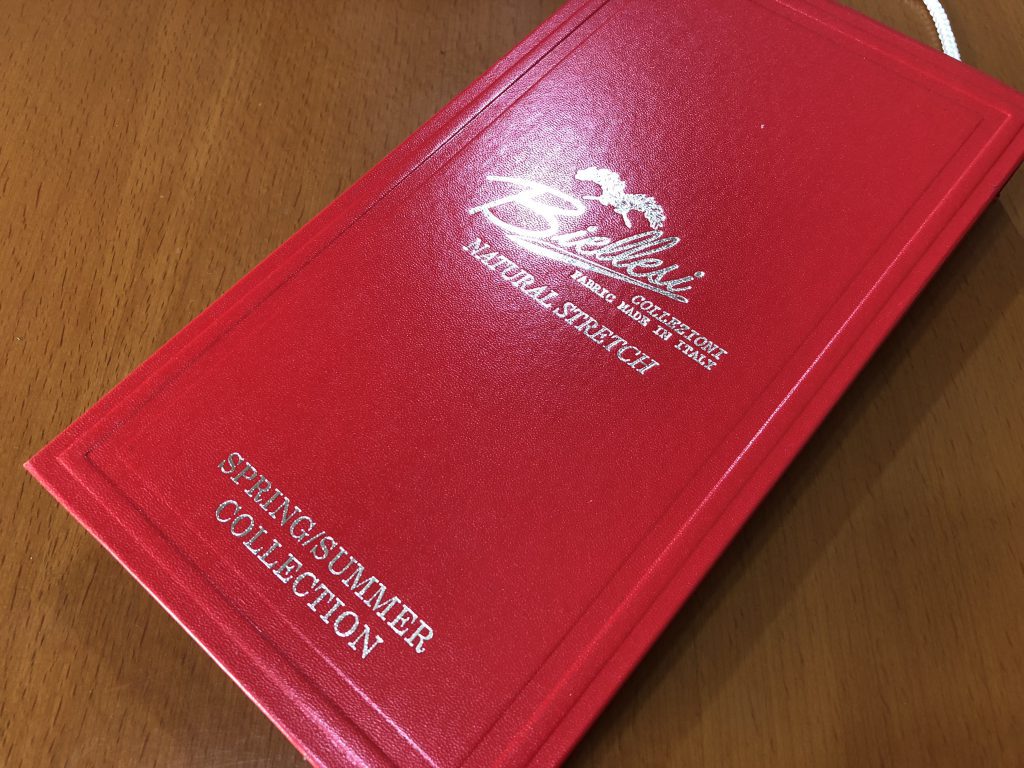 Biellesi
COLLEZIONI
FABRIC MADE IN ITALY
NATURAL STRETCH
SPRING/SUMMER
COLLECTION